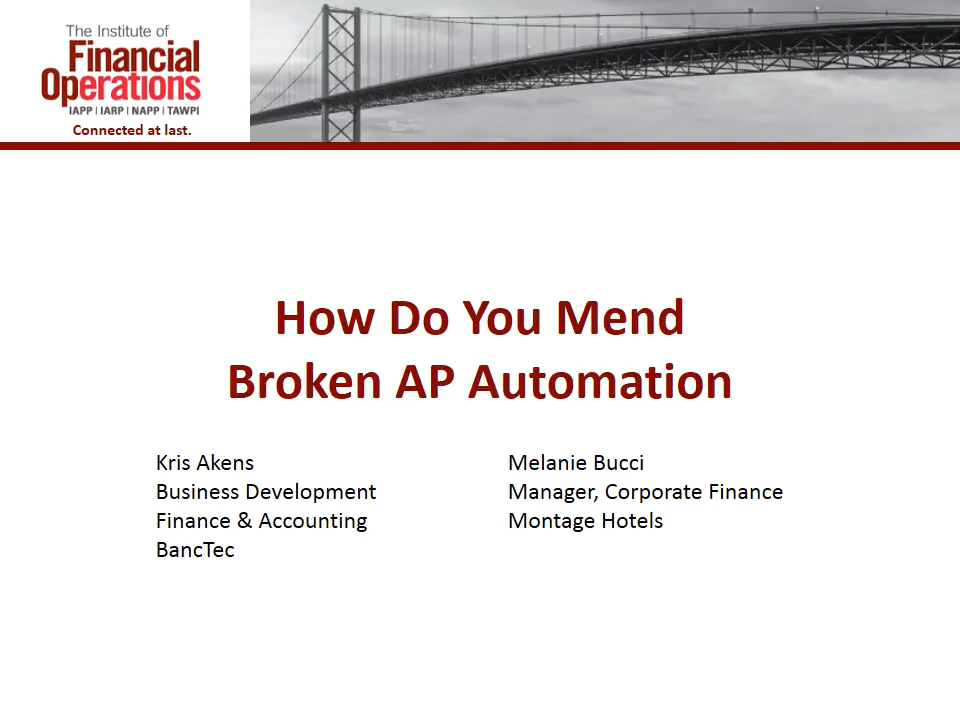 The Institute of
Financial
Operations
IAPP | IARP | NAPP | TAWPI
Connected at last.
How Do You Mend
Broken AP Automation
Kris Akens
Business Development
Finance & Accounting
BancTec
Melanie Bucci
Manager, Corporate Finance
Montage Hotels